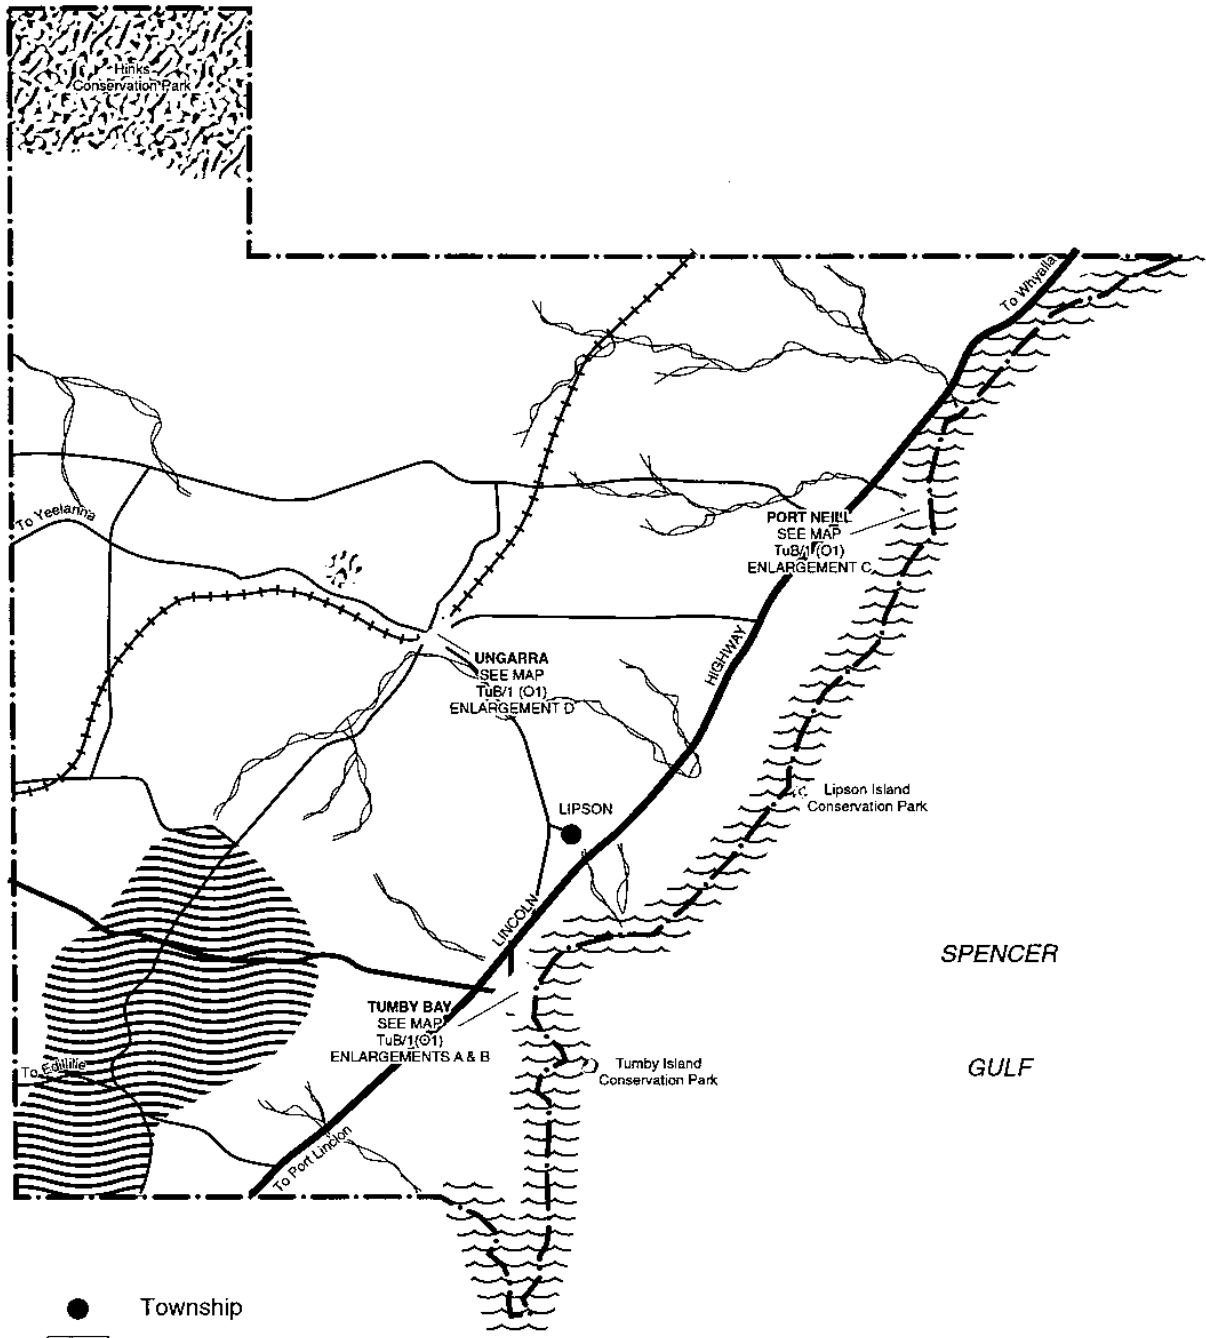 Hinks
Conservation Park
To Whyalla
To Yeelanna
PORT NEILL
SEE MAP
TuB/1 (O1)
ENLARGEMENT C
HIGHWAY
UNGARRA
SEE MAP
TuB/1 (O1)
ENLARGEMENT D
Lipson Island
Conservation Park
LIPSON
LINCOLN
SPENCER
TUMBY BAY
SEE MAP
TuB/1(O1)
ENLARGEMENTS A & B
To Edillilie
Tumby Island
Conservation Park
GULF
To Port Lincoln
Township